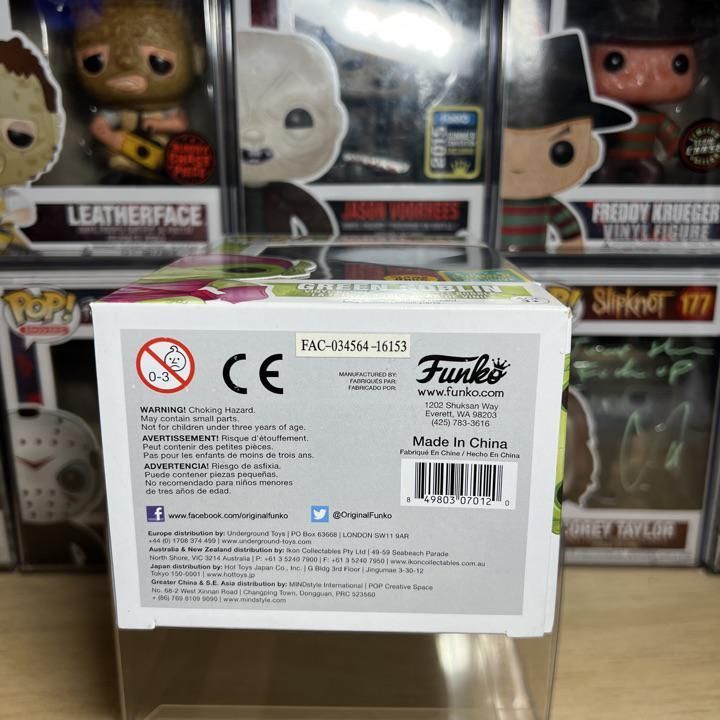 LEATHERFACE
2015
JASON VOORHEES
FREDDY KRUEGER
VINYL FIGURE
POP!
SLIPKNOT 177
GREEN GOBLIN
FAC-034564-16153
0-3
CE
MANUFACTURED BY:
FABRIQUÉS PAR:
FABRICADO POR:
Funko
www.funko.com
1202 Shuksan Way
Everett, WA 98203
(425) 783-3616
WARNING! Choking Hazard.
May contain small parts.
Not for children under three years of age.
AVERTISSEMENT! Risque d'étouffement.
Peut contenir des petites pièces.
Pas pour les enfants de moins de trois ans.
ADVERTENCIA! Riesgo de asfixia.
Puede contener piezas pequeñas.
No recomendado para niños menores
de tres años de edad.
Made In China
Fabriqué En Chine / Hecho En China
8 49803 07012 0
www.facebook.com/originalfunko
@OriginalFunko
Europe distribution by: Underground Toys | PO Box 63668 | LONDON SW11 9AR
+44 (0) 1708 374 499 | www.underground-toys.com
Australia & New Zealand distribution by: Ikon Collectables Pty Ltd | 49-59 Seabeach Parade
North Shore, VIC 3214 Australia | P: +61 3 5240 7900 | F: +61 3 5240 7950 | www.ikoncollectables.com.au
Japan distribution by: Hot Toys Japan Co., Inc. | G Bldg 3rd Floor | Jingumae 3-30-12
Tokyo 150-0001 | www.hottoys.jp
Greater China & S.E. Asia distribution by: MINDstyle International | POP Creative Space
No. 68-2 West Xinnan Road | Changping Town, Dongguan, PRC 523560
+ (86) 769 8109 9090 | www.mindstyle.com
COREY TAYLOR